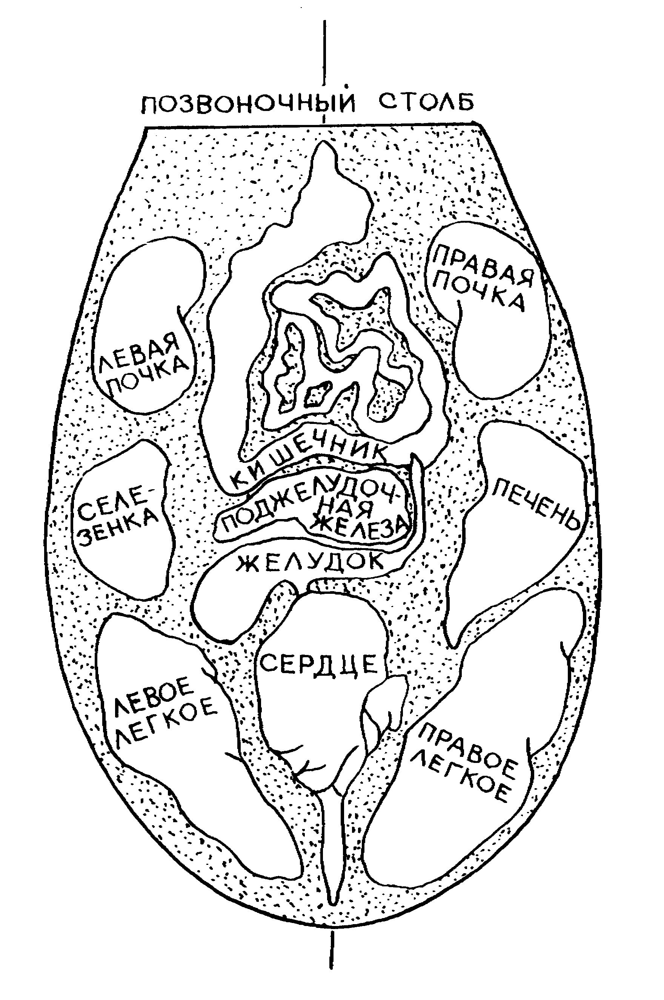 ПОЗВОНОЧНЫЙ СТОЛБ
ПРАВАЯ
ПОЧКА
ЛЕВАЯ
ПОЧКА
КИШЕЧНИК
ПОДЖЕЛУДОЧ-
НАЯ
ЖЕЛЕЗА
СЕЛЕ-
ЗЕНКА
ПЕЧЕНЬ
ЖЕЛУДОК
СЕРДЦЕ
ЛЕВОЕ
ЛЕГКОЕ
ПРАВОЕ
ЛЕГКОЕ